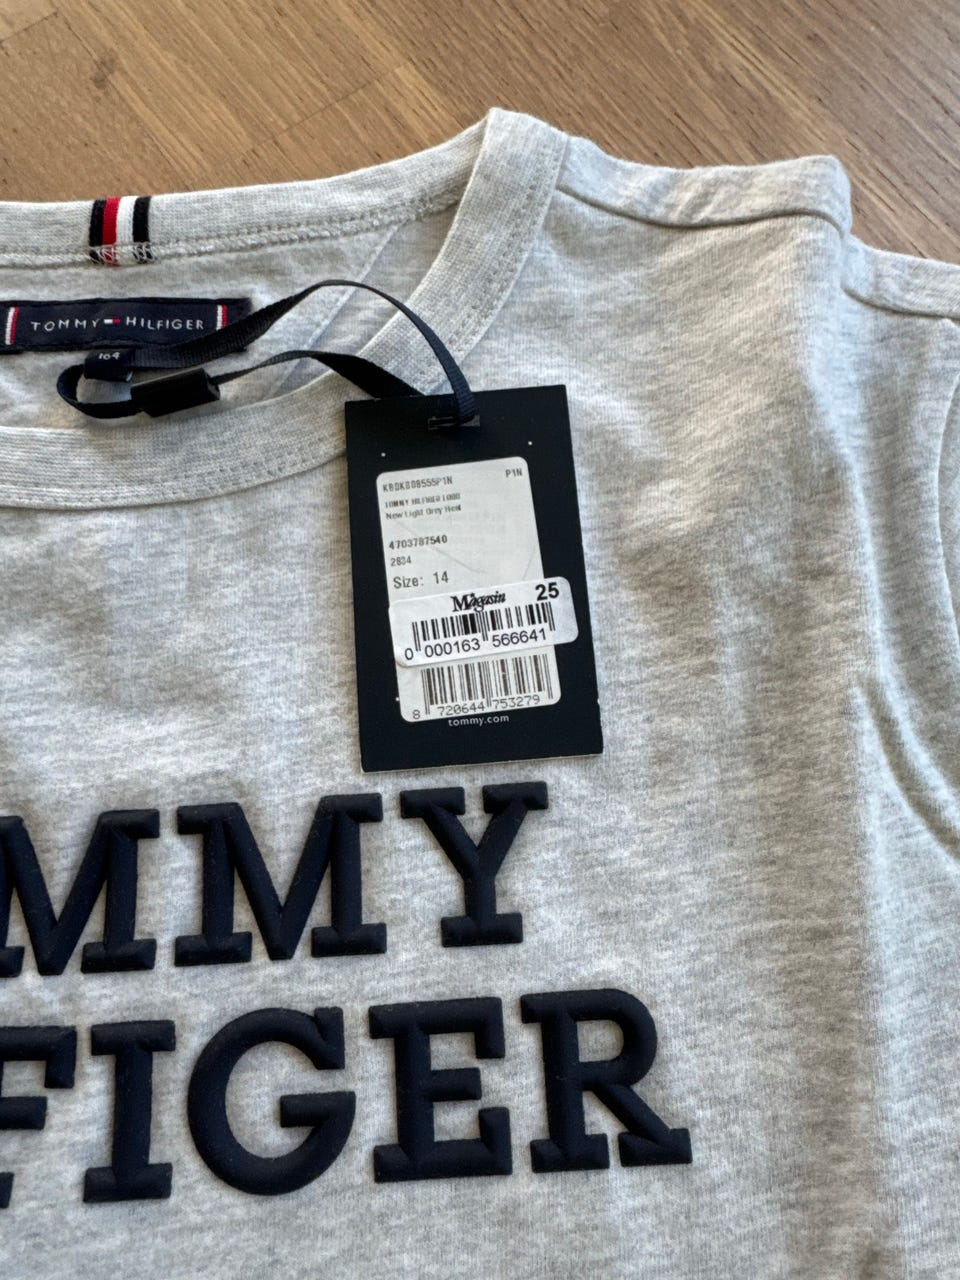 TOMMY HILFIGER
164
KB0KB08555P1N P1N
TOMMY HILFIGER LOGO
New Light Grey Heat
4703787540
2834
Size: 14
Magasin 25
0 000163 566641
8 720644 753279
tommy.com
MMY
FIGER